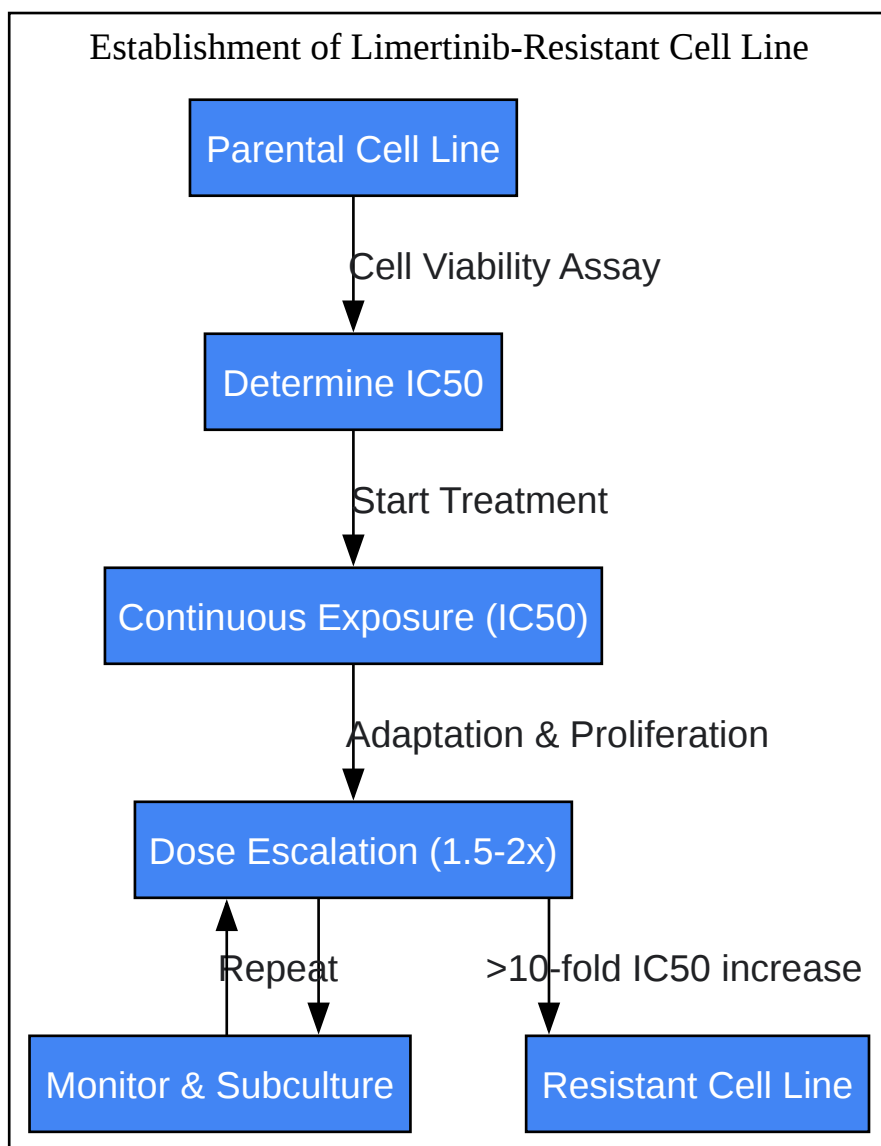 Establishment of Limertinib-Resistant Cell Line
Parental Cell Line
Cell Viability Assay
Determine IC50
Start Treatment
Continuous Exposure (IC50)
Adaptation & Proliferation
Dose Escalation (1.5-2x)
Repeat
>10-fold IC50 increase
Monitor & Subculture
Resistant Cell Line